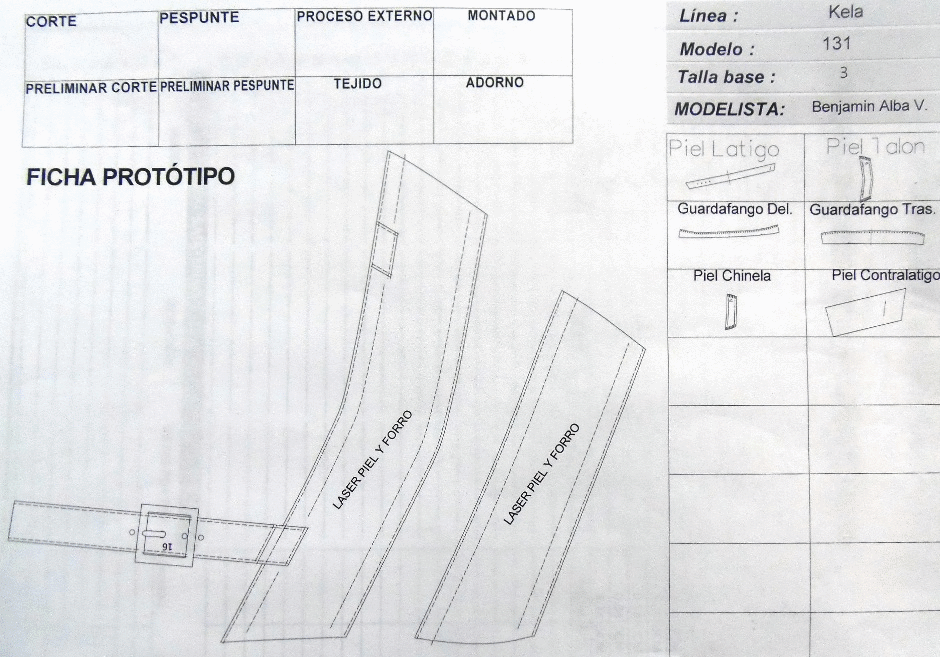 CORTE PESPUNTE PROCESO EXTERNO MONTADO
PRELIMINAR CORTE PRELIMINAR PESPUNTE TEJIDO ADORNO
FICHA PROTÓTIPO
Línea : Kela
Modelo : 131
Talla base : 3
MODELISTA: Benjamin Alba V.
Piel Latigo Piel Talon
Guardafango Del. Guardafango Tras.
Piel Chinela Piel Contralatigo
LASER PIEL Y FORRO
LASER PIEL Y FORRO
16